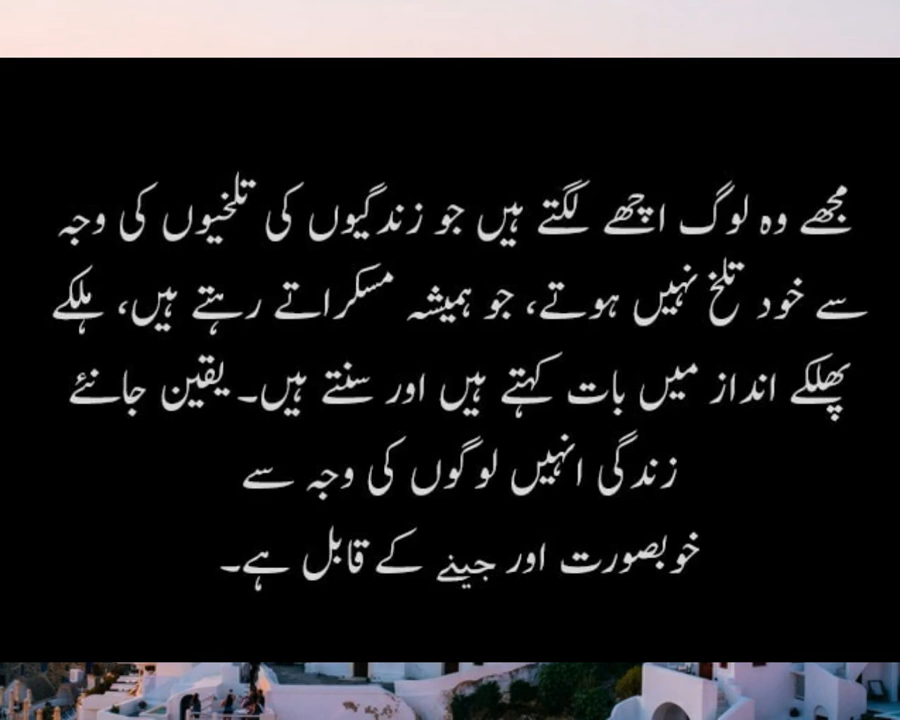 مجھے وہ لوگ اچھے لگتے ہیں جو زندگیوں کی تلخیوں کی وجہ
سے خود تلخ نہیں ہوتے، جو ہمیشہ مسکراتے رہتے ہیں، ہلکے
پھلکے انداز میں بات کہتے ہیں اور سنتے ہیں۔ یقین جانئے
زندگی انہیں لوگوں کی وجہ سے
خوبصورت اور جینے کے قابل ہے۔